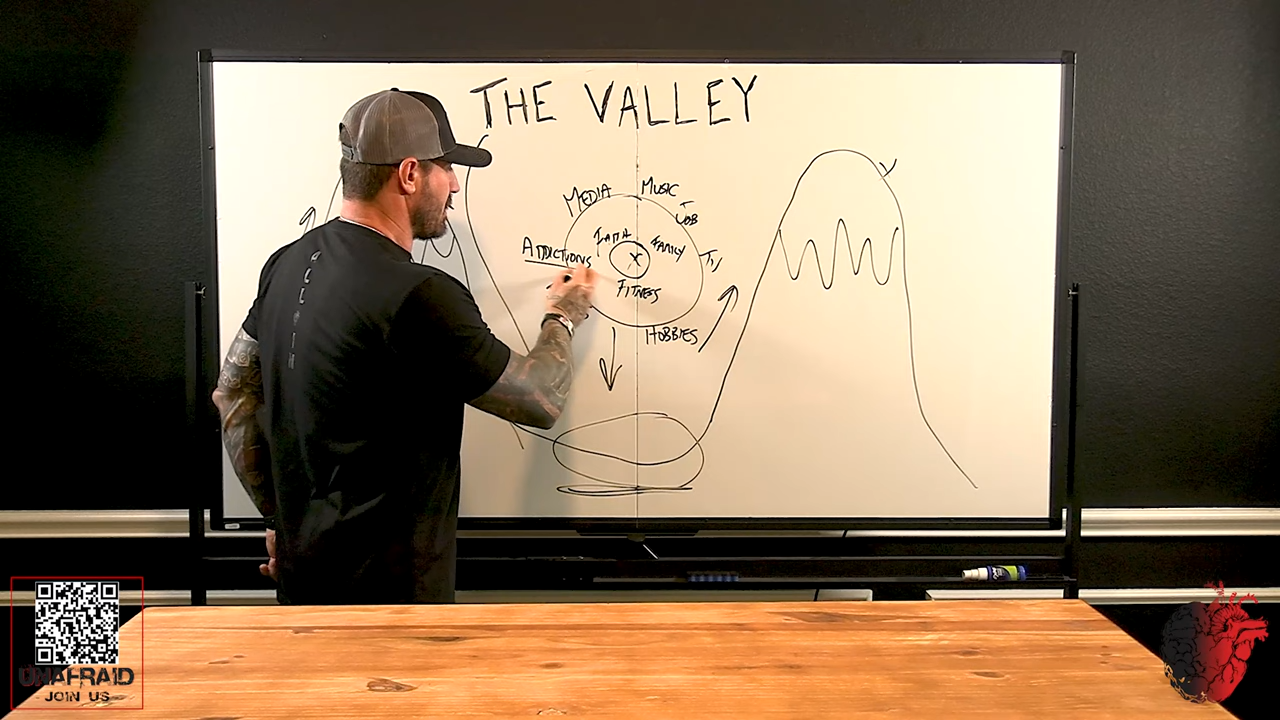 THE VALLEY
MEDIA
MUSIC
JOB
ADDICTIONS
FAITH
FAMILY
X
FITNESS
HOBBIES
UNAFRAID
JOIN US